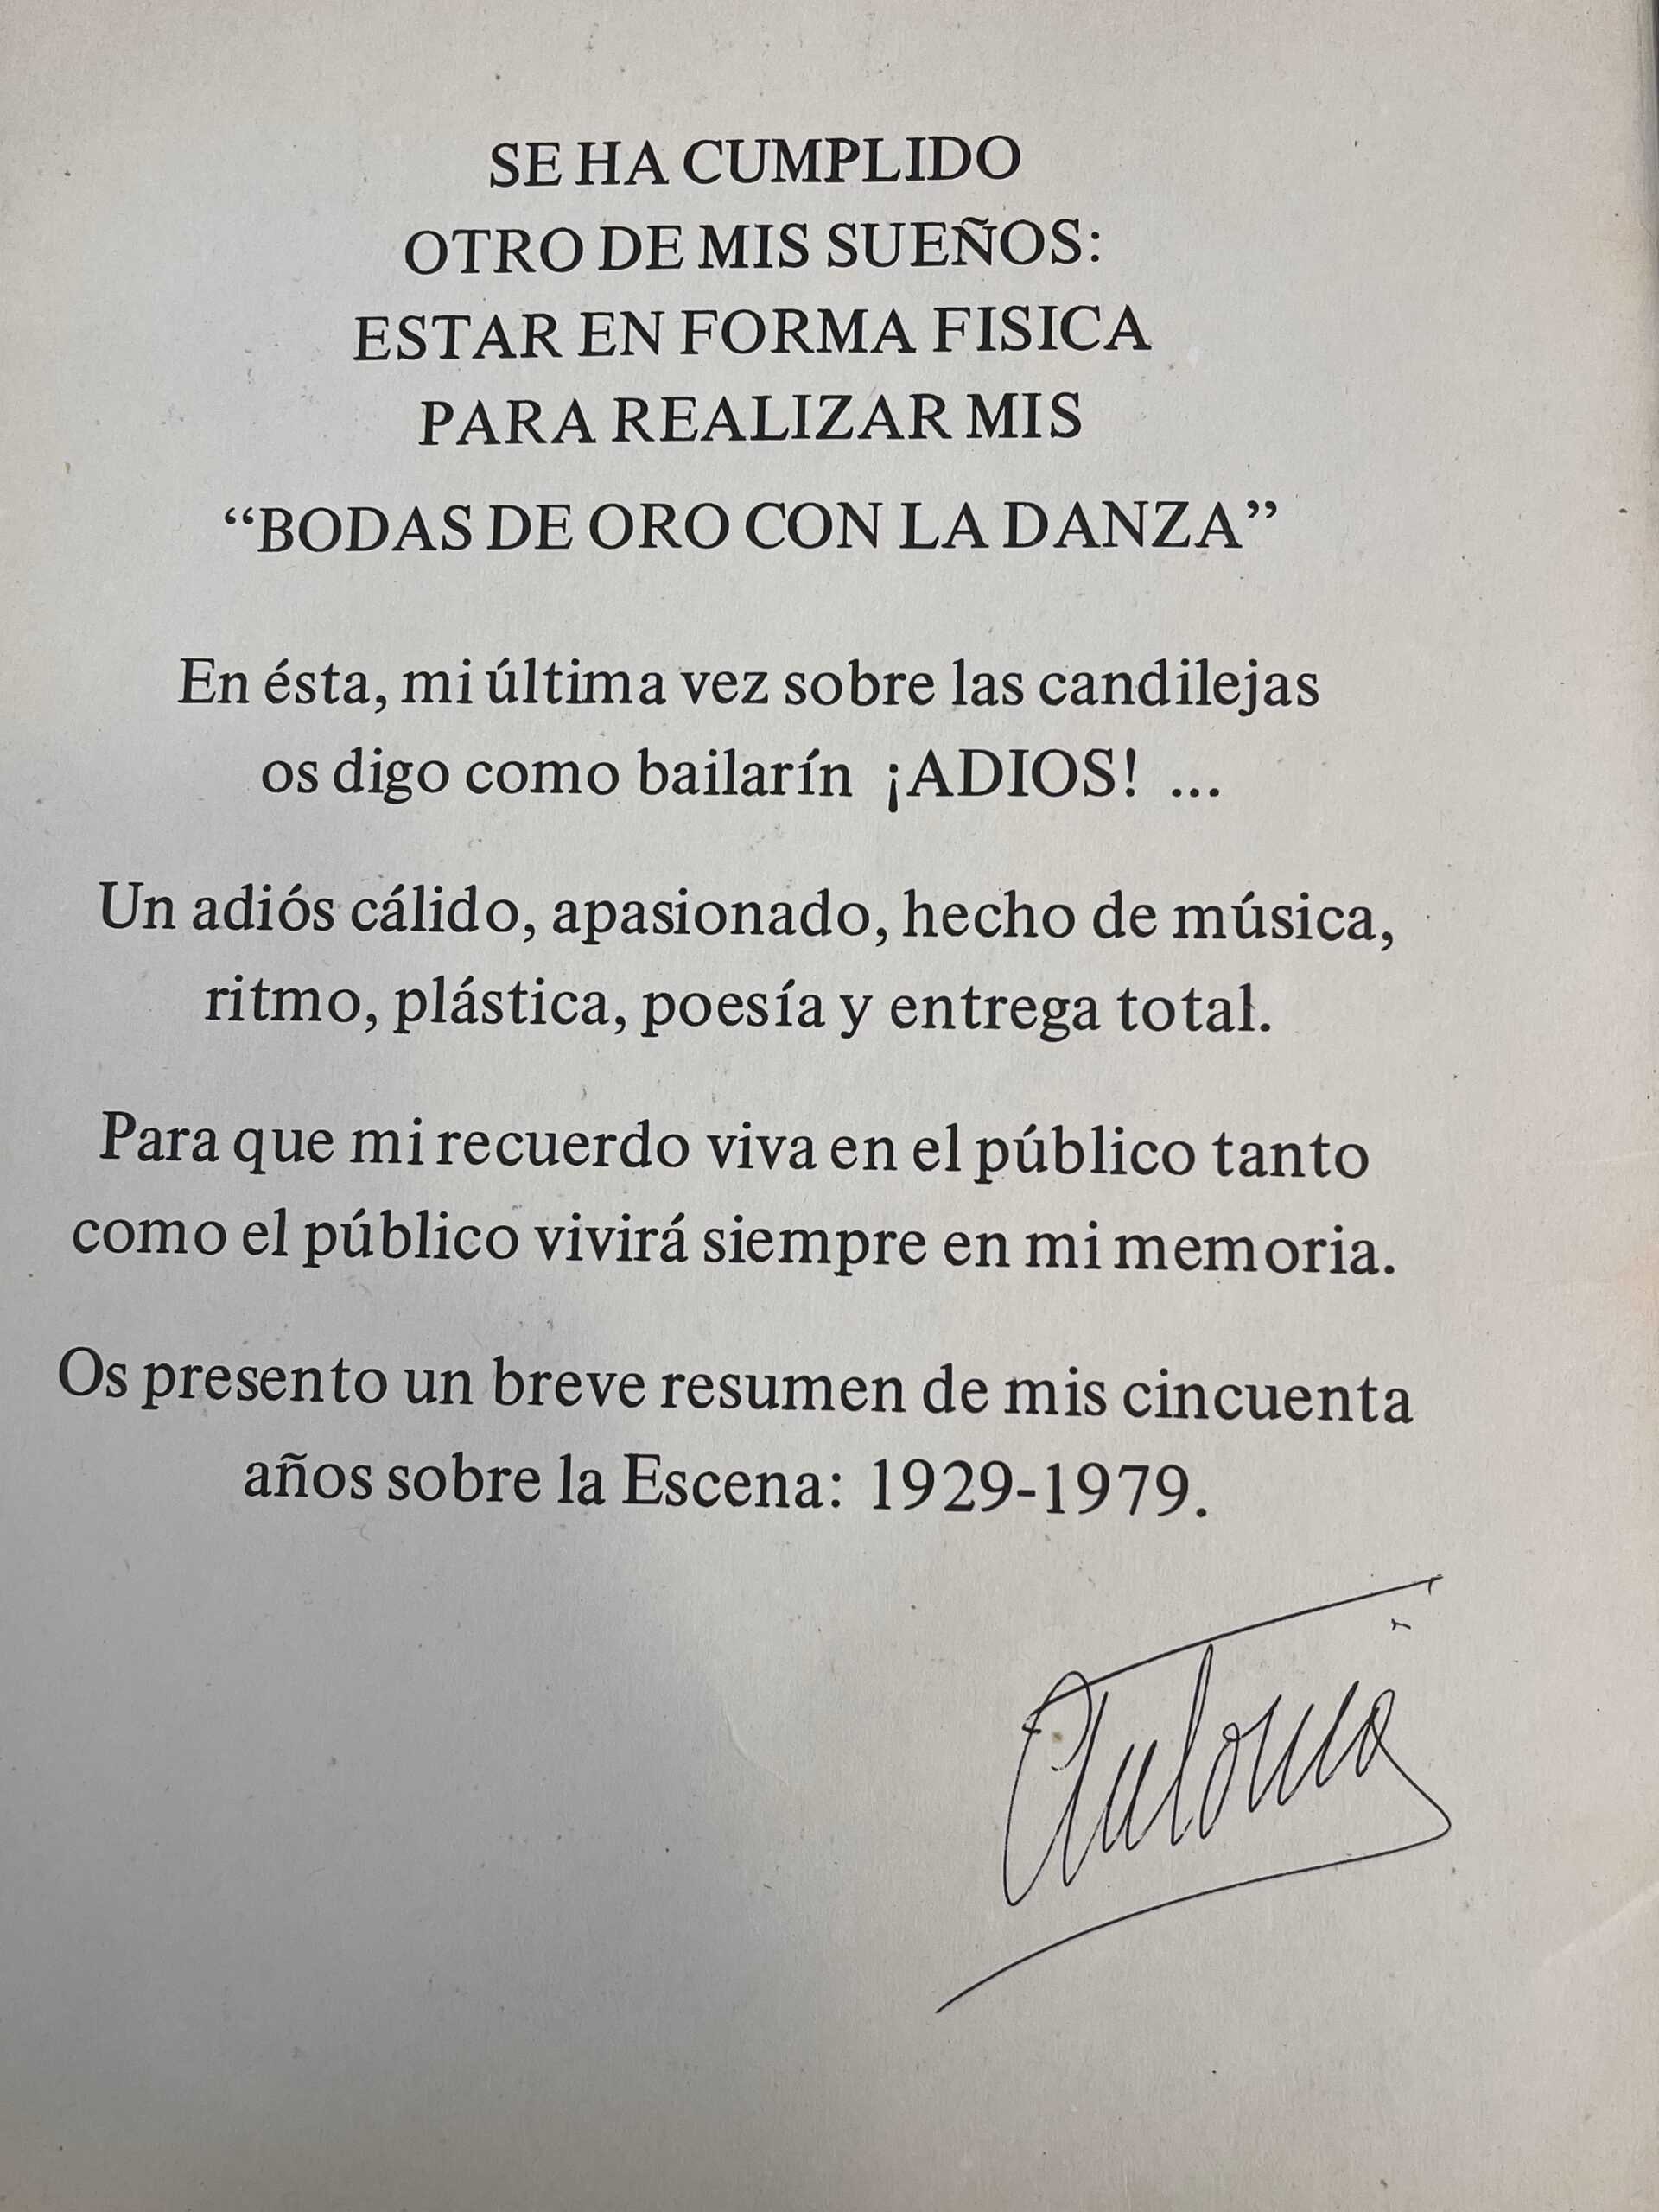 SE HA CUMPLIDO
OTRO DE MIS SUEÑOS:
ESTAR EN FORMA FISICA
PARA REALIZAR MIS
“BODAS DE ORO CON LA DANZA”
En ésta, mi última vez sobre las candilejas
os digo como bailarín ¡ADIOS! ...
Un adiós cálido, apasionado, hecho de música,
ritmo, plástica, poesía y entrega total.
Para que mi recuerdo viva en el público tanto
como el público vivirá siempre en mi memoria.
Os presento un breve resumen de mis cincuenta
años sobre la Escena: 1929-1979.
Antonio